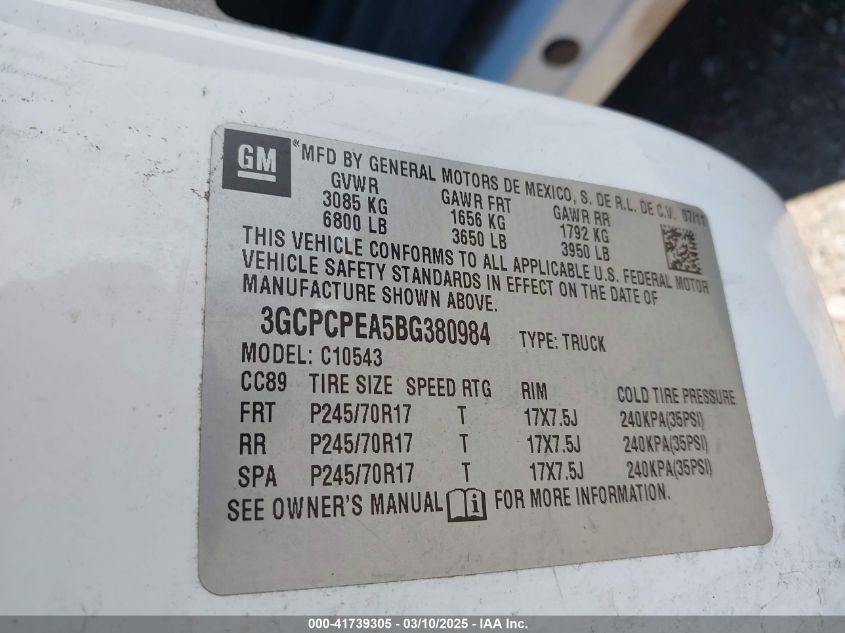 GM ® MFD BY GENERAL MOTORS DE MEXICO, S. DE R.L. DE C.V. 07/11
GVWR GAWR FRT GAWR RR
3085 KG 1656 KG 1792 KG
6800 LB 3650 LB 3950 LB
THIS VEHICLE CONFORMS TO ALL APPLICABLE U.S. FEDERAL MOTOR
VEHICLE SAFETY STANDARDS IN EFFECT ON THE DATE OF
MANUFACTURE SHOWN ABOVE.
3GCPCPEA5BG380984 TYPE: TRUCK
MODEL: C10543
CC89 TIRE SIZE SPEED RTG RIM COLD TIRE PRESSURE
FRT P245/70R17 T 17X7.5J 240KPA(35PSI)
RR P245/70R17 T 17X7.5J 240KPA(35PSI)
SPA P245/70R17 T 17X7.5J 240KPA(35PSI)
SEE OWNER'S MANUAL i FOR MORE INFORMATION.
000-41739305 - 03/10/2025 - IAA Inc.